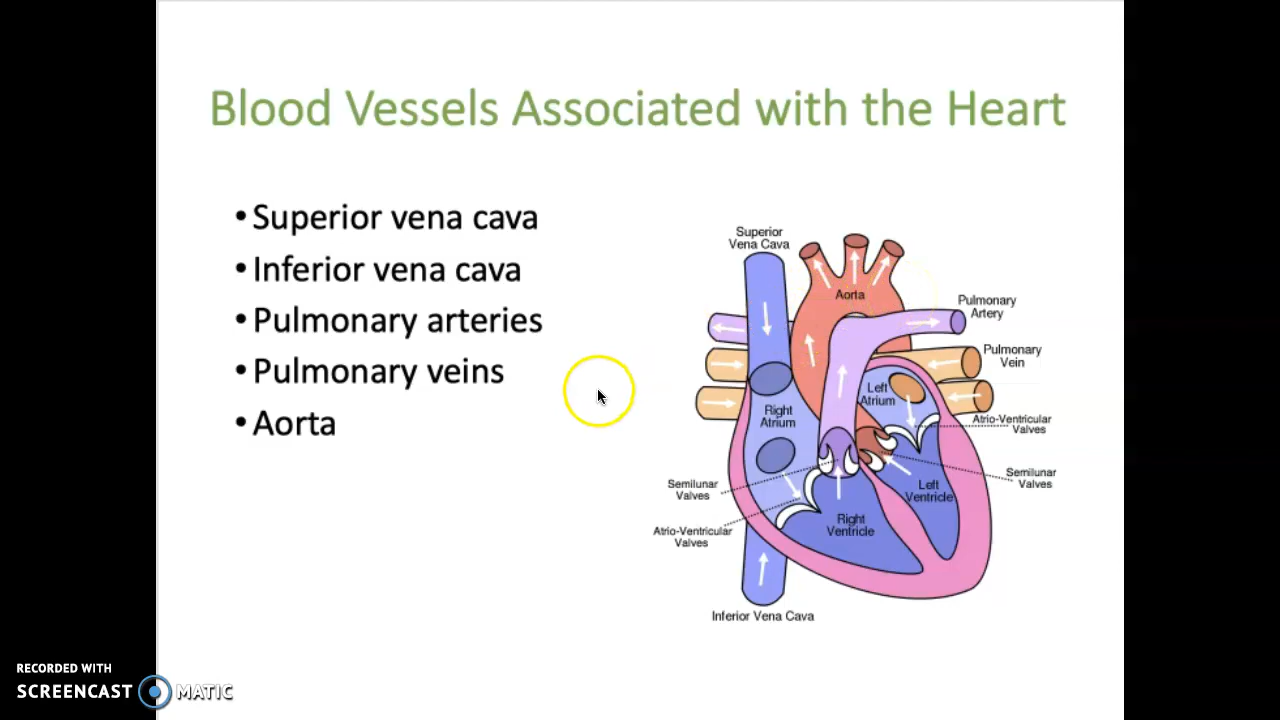 Blood Vessels Associated with the Heart
• Superior vena cava
• Inferior vena cava
• Pulmonary arteries
• Pulmonary veins
• Aorta
Superior
Vena Cava
Aorta
Pulmonary
Artery
Pulmonary
Vein
Left
Atrium
Right
Atrium
Atrio-Ventricular
Valves
Semilunar
Valves
Left
Ventricle
Semilunar
Valves
Right
Ventricle
Atrio-Ventricular
Valves
Inferior Vena Cava
RECORDED WITH
SCREENCAST MATIC